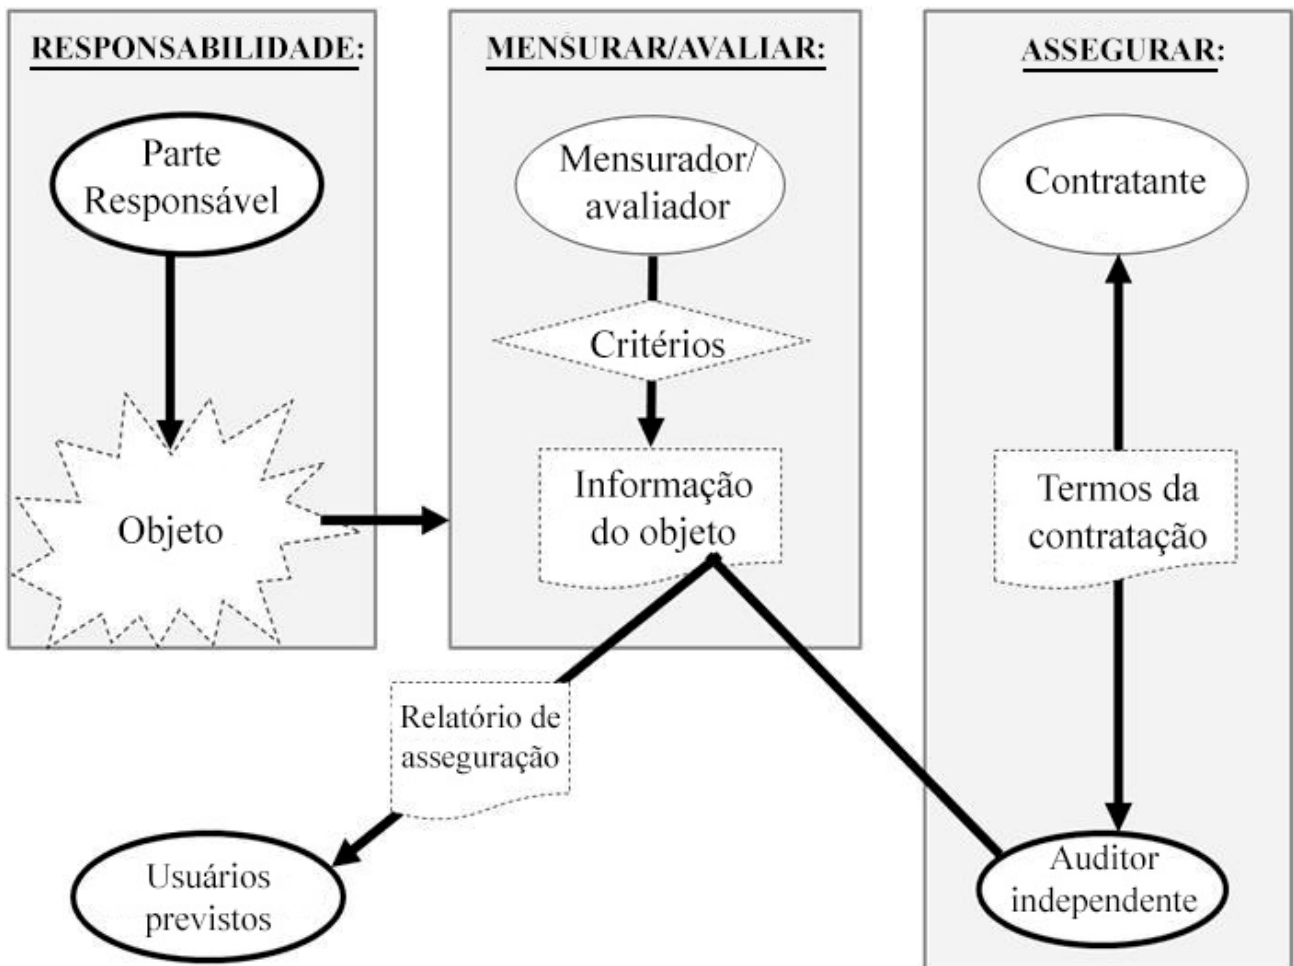 RESPONSABILIDADE:
Parte
Responsável
Objeto
MENSURAR/AVALIAR:
Mensurador/
avaliador
Critérios
Informação
do objeto
ASSEGURAR:
Contratante
Termos da
contratação
Auditor
independente
Relatório de
asseguração
Usuários
previstos